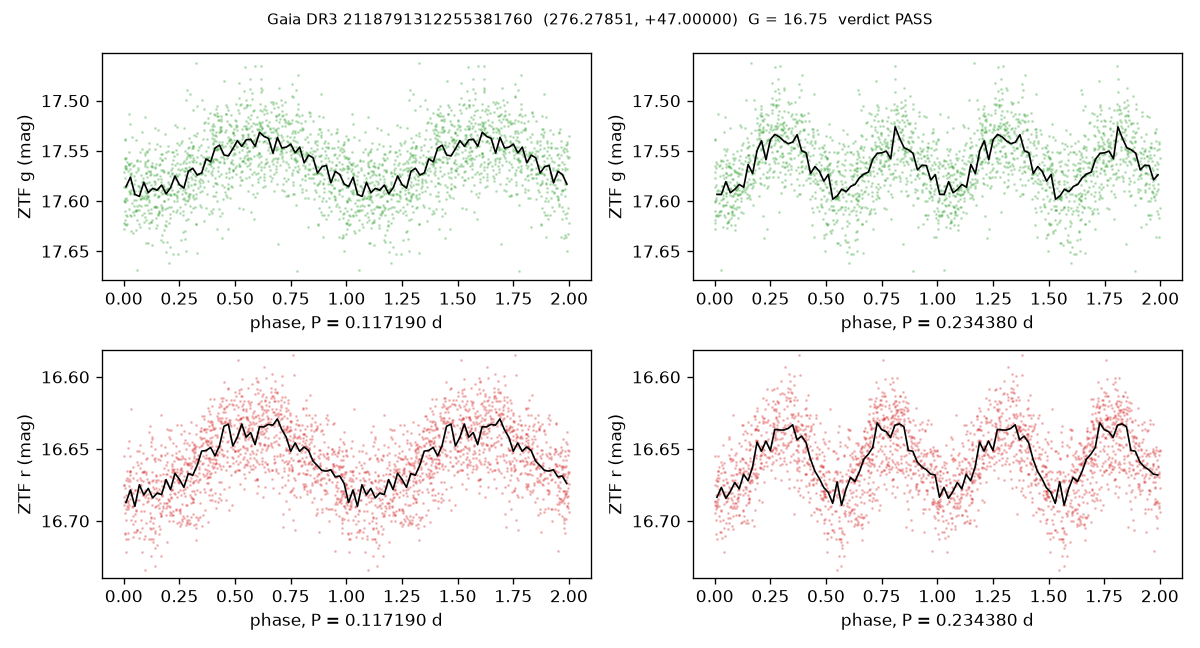 Gaia DR3 2118791312255381760 (276.27851, +47.00000) G = 16.75 verdict PASS
ZTF g (mag)
17.50
17.55
17.60
17.65
0.00 0.25 0.50 0.75 1.00 1.25 1.50 1.75 2.00
phase, P = 0.117190 d
ZTF g (mag)
17.50
17.55
17.60
17.65
0.00 0.25 0.50 0.75 1.00 1.25 1.50 1.75 2.00
phase, P = 0.234380 d
ZTF r (mag)
16.60
16.65
16.70
0.00 0.25 0.50 0.75 1.00 1.25 1.50 1.75 2.00
phase, P = 0.117190 d
ZTF r (mag)
16.60
16.65
16.70
0.00 0.25 0.50 0.75 1.00 1.25 1.50 1.75 2.00
phase, P = 0.234380 d